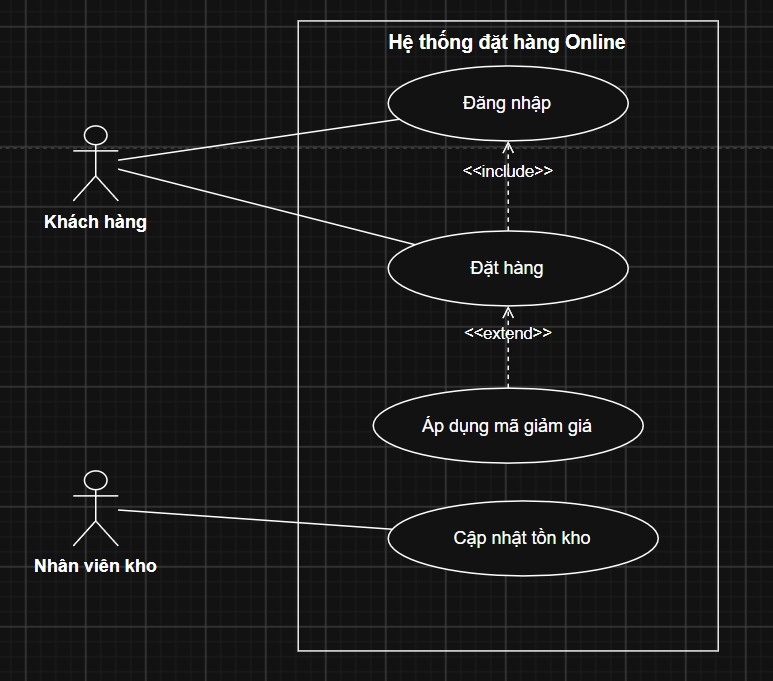 Hệ thống đặt hàng Online
Đăng nhập
<<include>>
Khách hàng
Đặt hàng
<<extend>>
Áp dụng mã giảm giá
Cập nhật tồn kho
Nhân viên kho